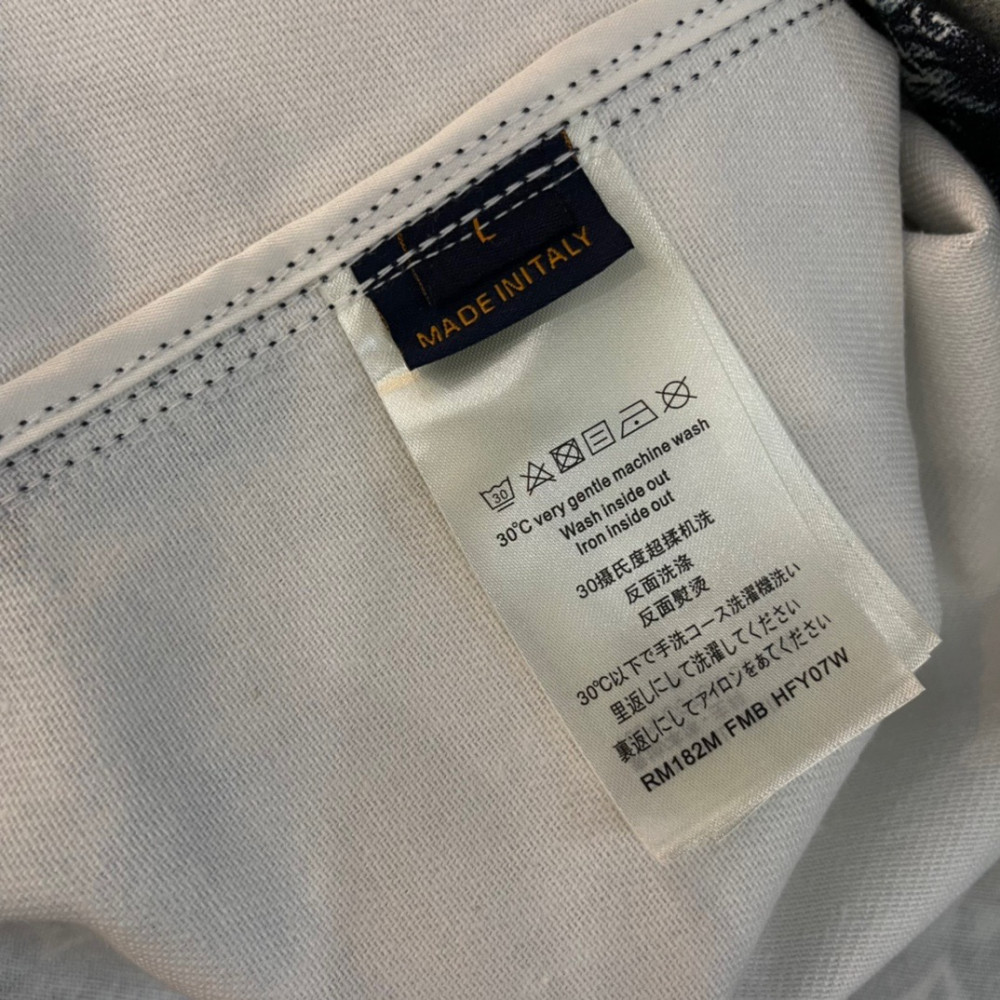 L
MADE IN ITALY
30
30°C very gentle machine wash
Wash inside out
Iron inside out
30摄氏度超揉机洗
反面洗涤
反面熨烫
30℃以下で手洗コース洗濯機洗い
里返しにして洗濯してください
裏返しにしてアイロンをあてください
RM182M FMB HFY07W